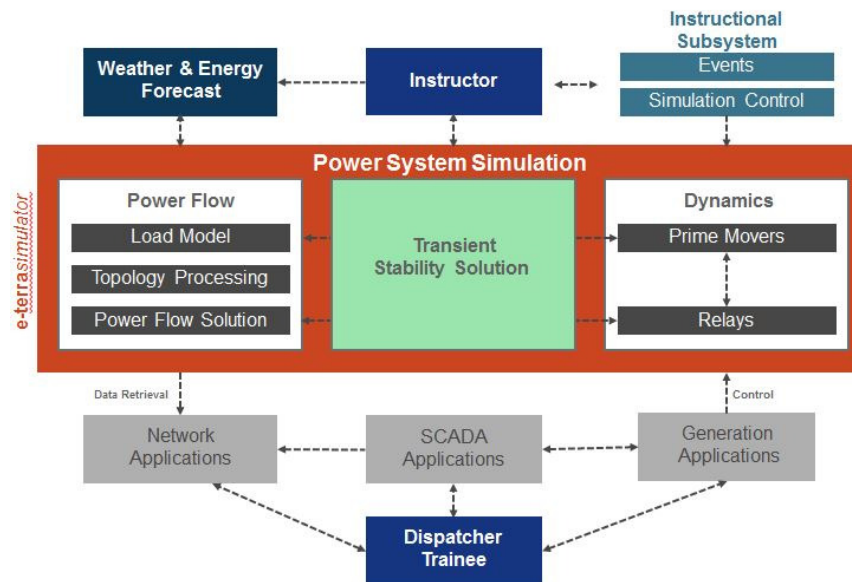 Instructional
Subsystem
Weather & Energy
Forecast
Instructor
Events
Simulation Control
Power System Simulation
e-terrasimulator
Power Flow
Load Model
Topology Processing
Power Flow Solution
Transient
Stability Solution
Dynamics
Prime Movers
Relays
Data Retrieval
Control
Network
Applications
SCADA
Applications
Generation
Applications
Dispatcher
Trainee